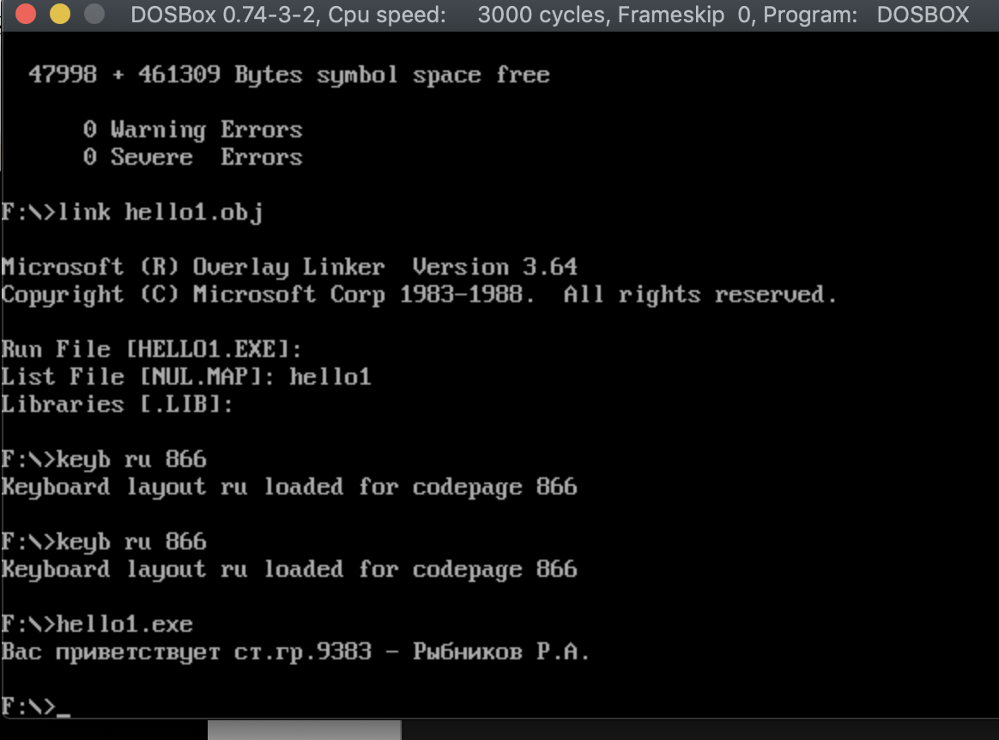 DOSBox 0.74-3-2, Cpu speed: 3000 cycles, Frameskip 0, Program: DOSBOX
47998 + 461309 Bytes symbol space free
0 Warning Errors
0 Severe Errors
F:\>link hello1.obj
Microsoft (R) Overlay Linker Version 3.64
Copyright (C) Microsoft Corp 1983-1988. All rights reserved.
Run File [HELLO1.EXE]:
List File [NUL.MAP]: hello1
Libraries [.LIB]:
F:\>keyb ru 866
Keyboard layout ru loaded for codepage 866
F:\>keyb ru 866
Keyboard layout ru loaded for codepage 866
F:\>hello1.exe
Вас приветствует ст.гр.9383 - Рыбников Р.А.
F:\>_